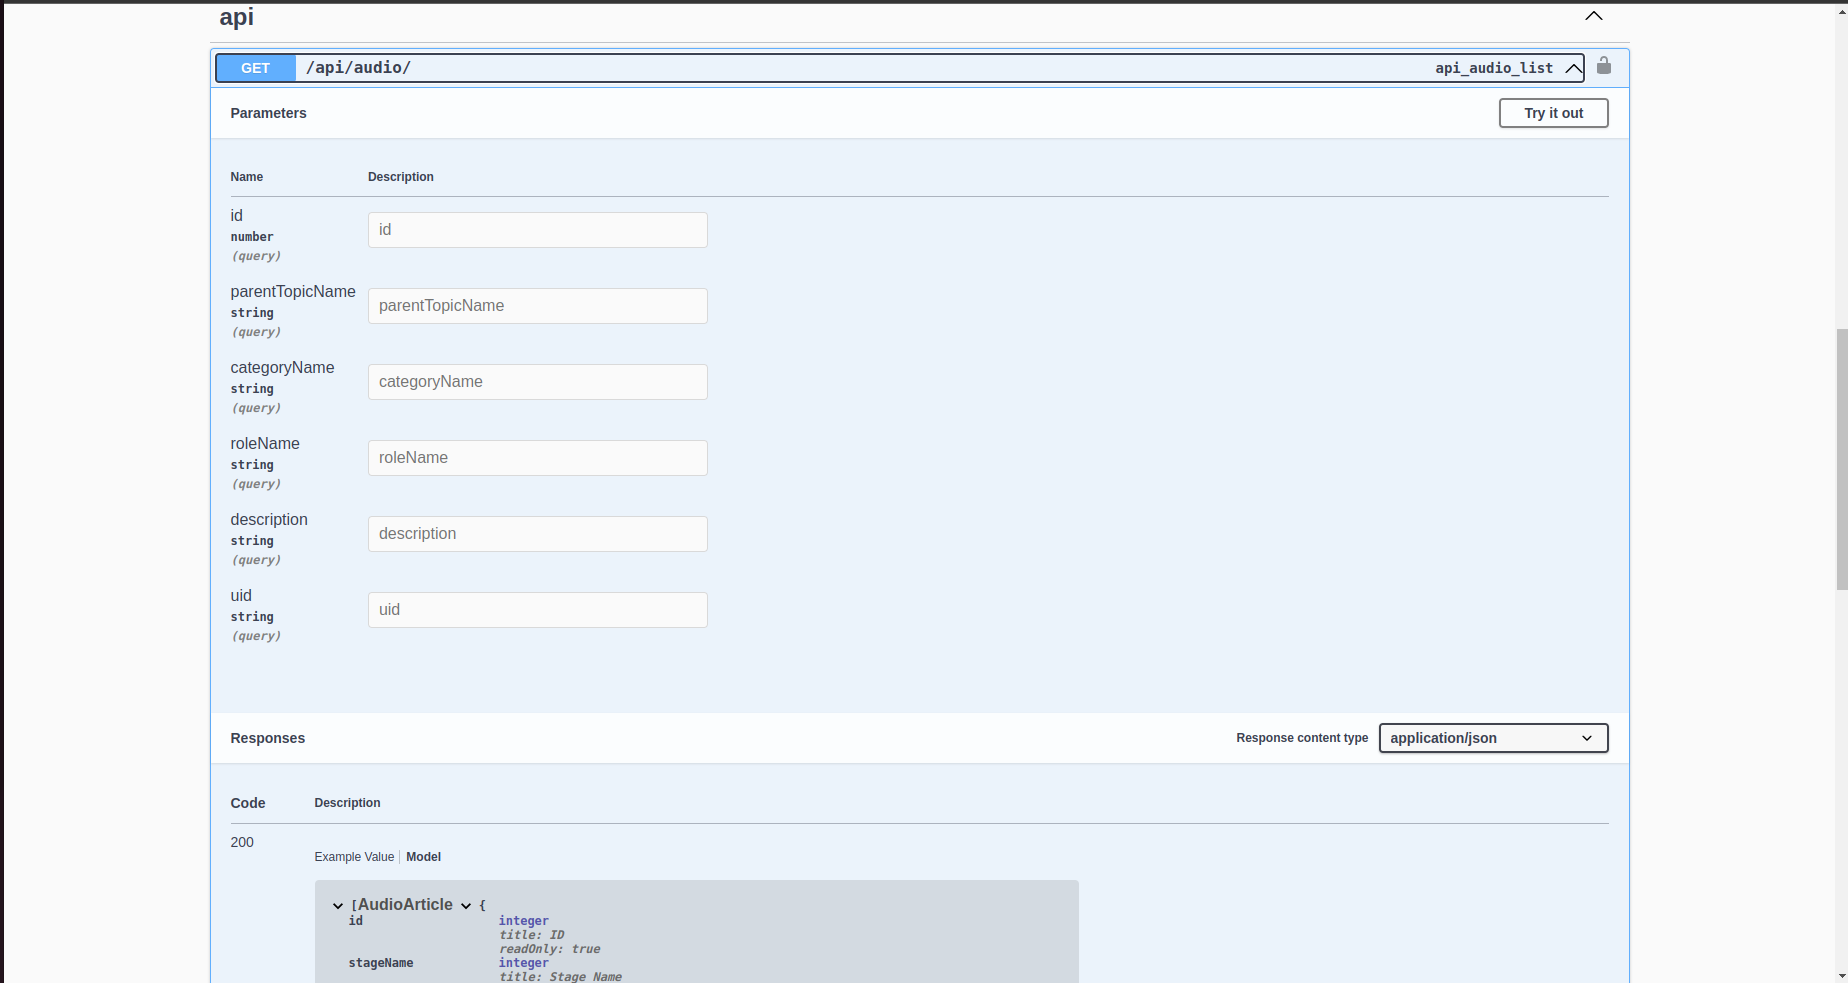 api
GET /api/audio/ api_audio_list
Parameters Try it out
Name Description
id
number
(query)
id
parentTopicName
string
(query)
parentTopicName
categoryName
string
(query)
categoryName
roleName
string
(query)
roleName
description
string
(query)
description
uid
string
(query)
uid
Responses Response content type application/json
Code Description
200
Example Value Model
[AudioArticle {
id integer
title: ID
readOnly: true
stageName integer
title: Stage Name